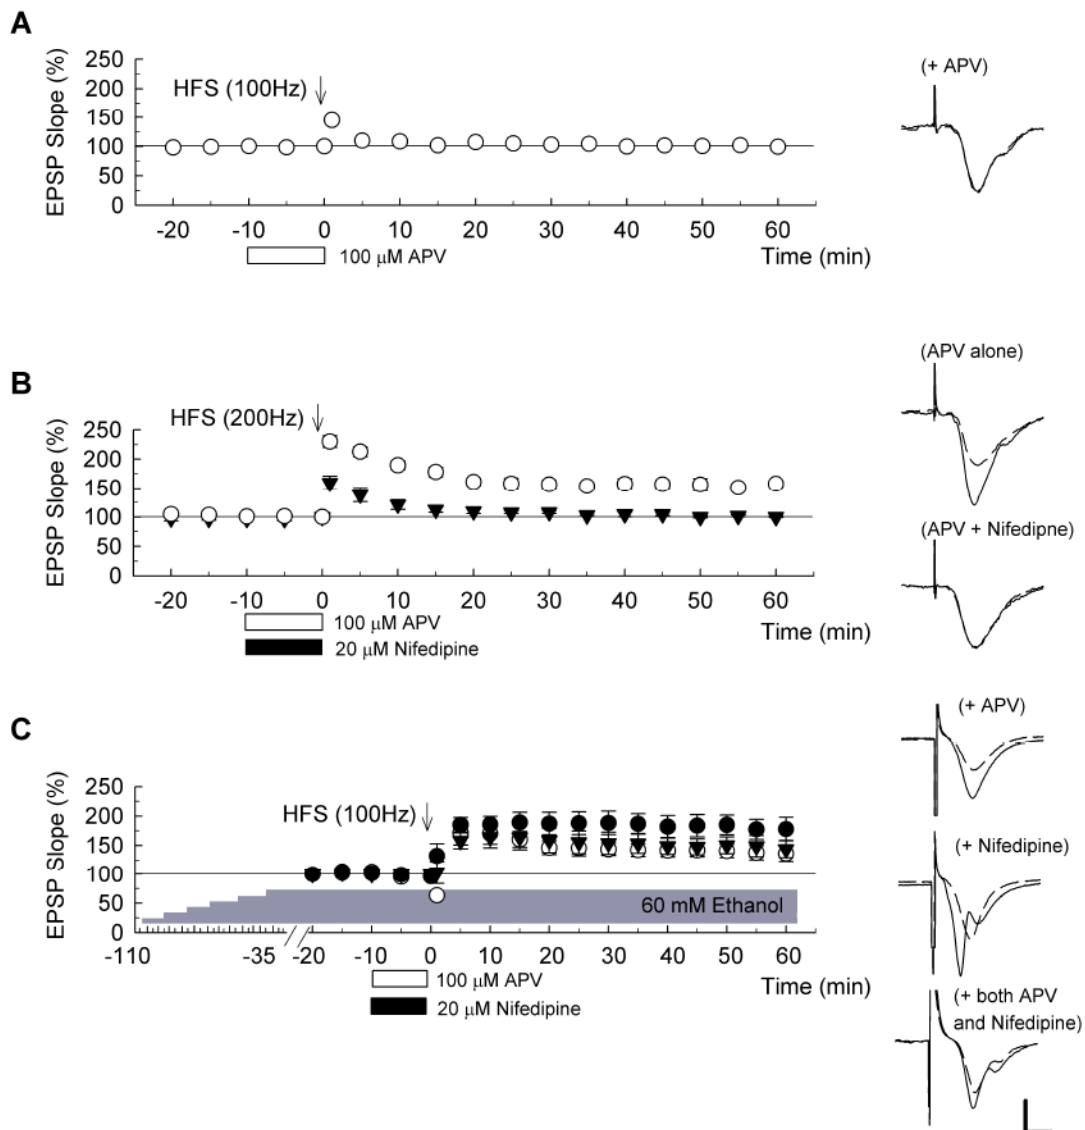 A
EPSP Slope (%)
250
200
150
100
50
0
HFS (100Hz)
-20 -10 0 10 20 30 40 50 60
100 μM APV
Time (min)
(+ APV)
B
EPSP Slope (%)
250
200
150
100
50
0
HFS (200Hz)
-20 -10 0 10 20 30 40 50 60
100 μM APV
20 μM Nifedipine
Time (min)
(APV alone)
(APV + Nifedipne)
C
EPSP Slope (%)
250
200
150
100
50
0
HFS (100Hz)
60 mM Ethanol
-110 -35 -20 -10 0 10 20 30 40 50 60
100 μM APV
20 μM Nifedipine
Time (min)
(+ APV)
(+ Nifedipine)
(+ both APV
and Nifedipine)